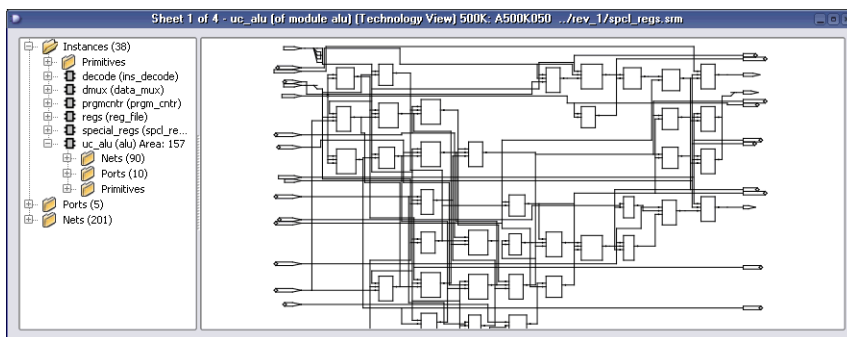 Sheet 1 of 4 - uc_alu (of module alu) (Technology View) 500K: A500K050 ../rev_1/spcl_regs.srm
Instances (38)
Primitives
decode (ins_decode)
dmux (data_mux)
prgmcntr (prgm_cntr)
regs (reg_file)
special_regs (spcl_re...
uc_alu (alu) Area: 157
Nets (90)
Ports (10)
Primitives
Ports (5)
Nets (201)